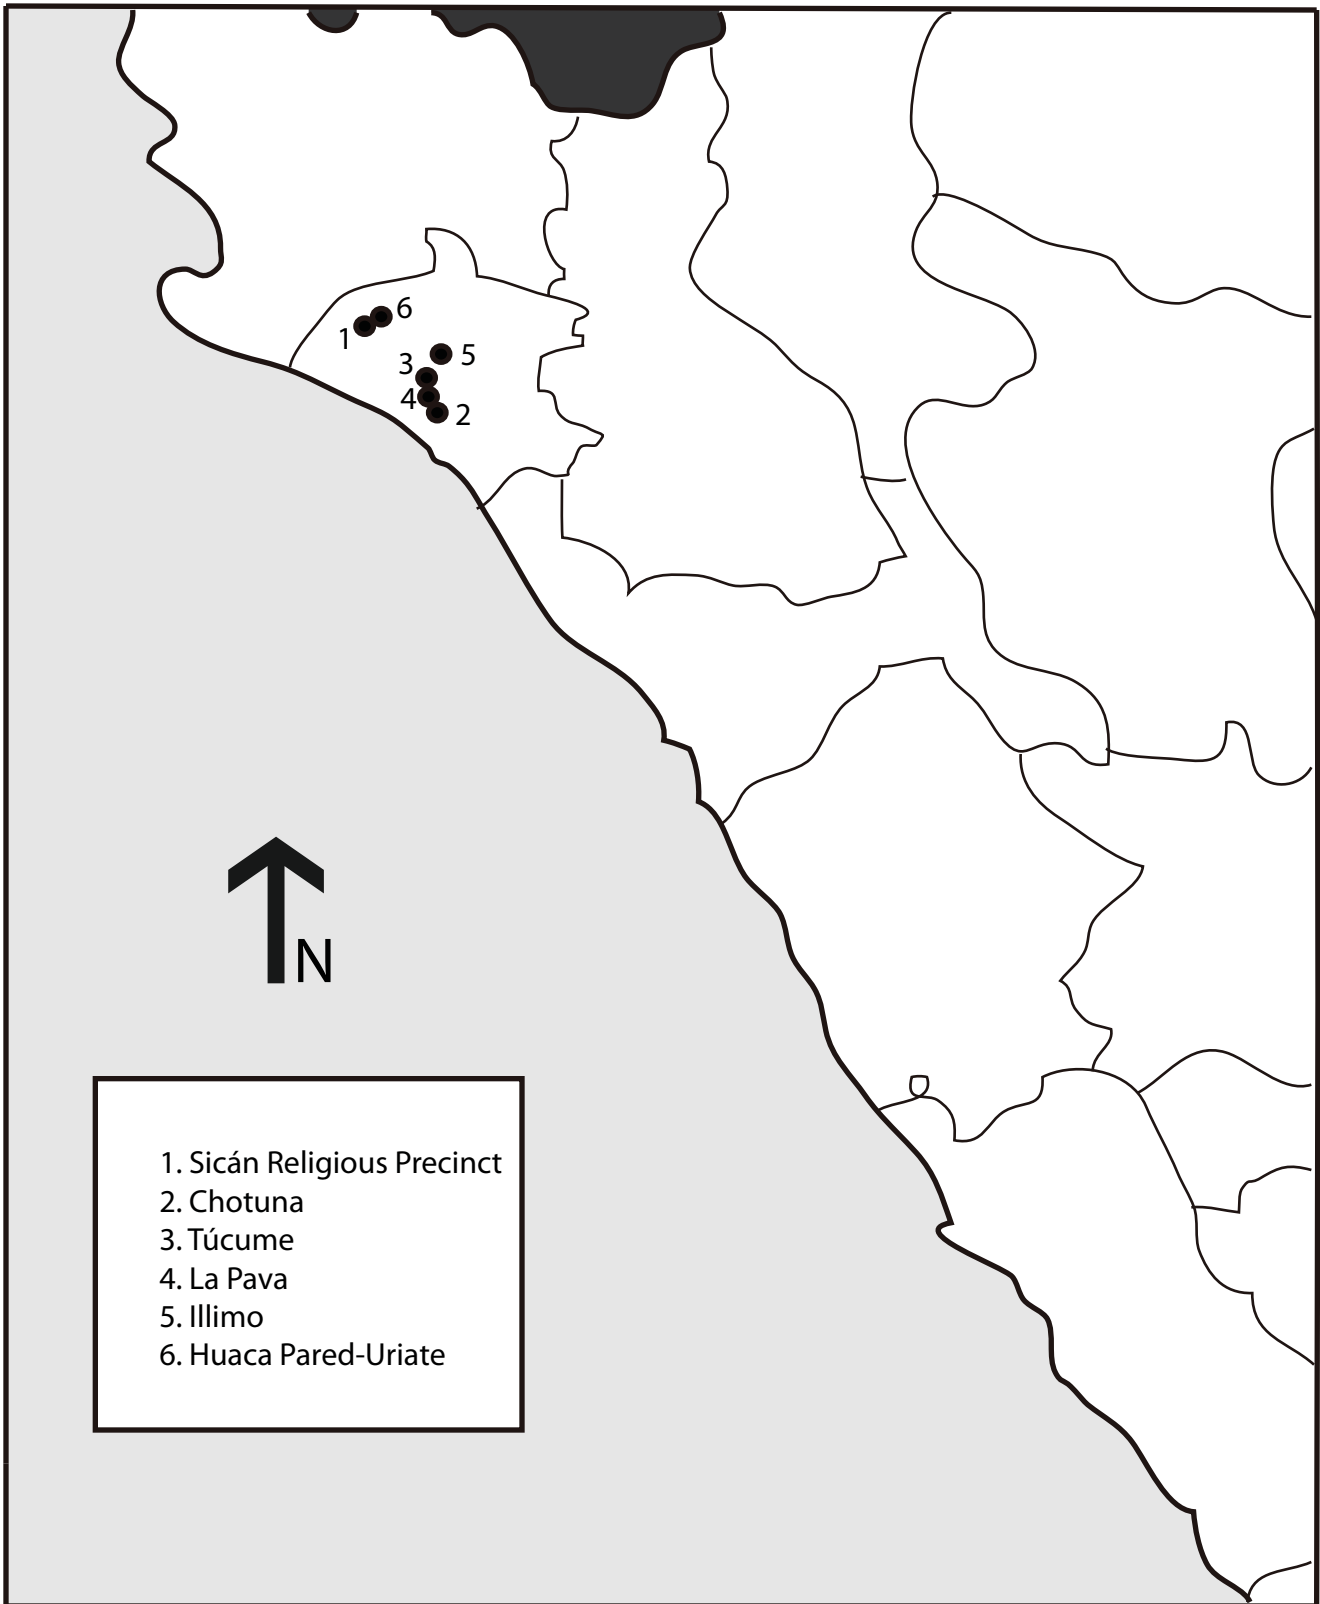 6
1
5
3
4
2
N
1. Sicán Religious Precinct
2. Chotuna
3. Túcume
4. La Pava
5. Illimo
6. Huaca Pared-Uriate